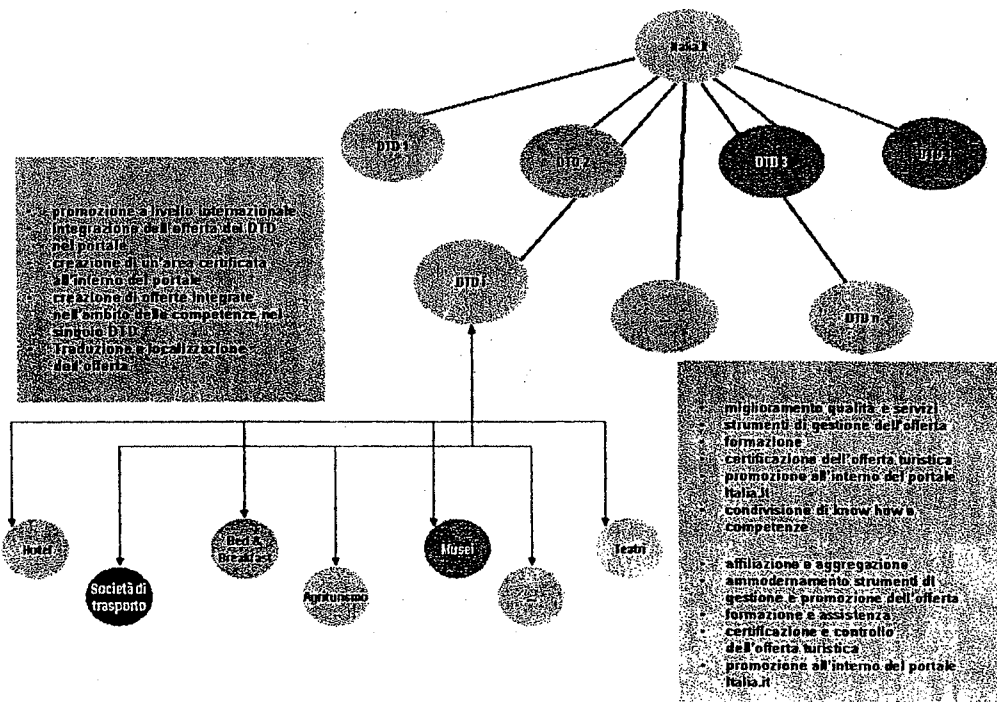 Italia.it
DTD 1
DTD 2
DTD 3
promozione a livello internazionale
integrazione dell'offerta dei DTD
nel portale
creazione di un'area certificata
all'interno del portale
creazione di offerte integrate
nell'ambito delle competenze nel
singolo DTD
Traduzione e localizzazione
dell'offerta
DTD i
...
DTD n
miglioramento qualità e servizi
strumenti di gestione dell'offerta
formazione
certificazione dell'offerta turistica
promozione all'interno del portale
Italia.it
condivisione di know how e
competenze
Hotel
Bed &
Breakfast
Musei
Teatri
Società di
trasporto
Agriturismo
affiliazione e aggregazione
ammodernamento strumenti di
gestione e promozione dell'offerta
formazione e assistenza
certificazione e controllo
dell'offerta turistica
promozione all'interno del portale
Italia.it